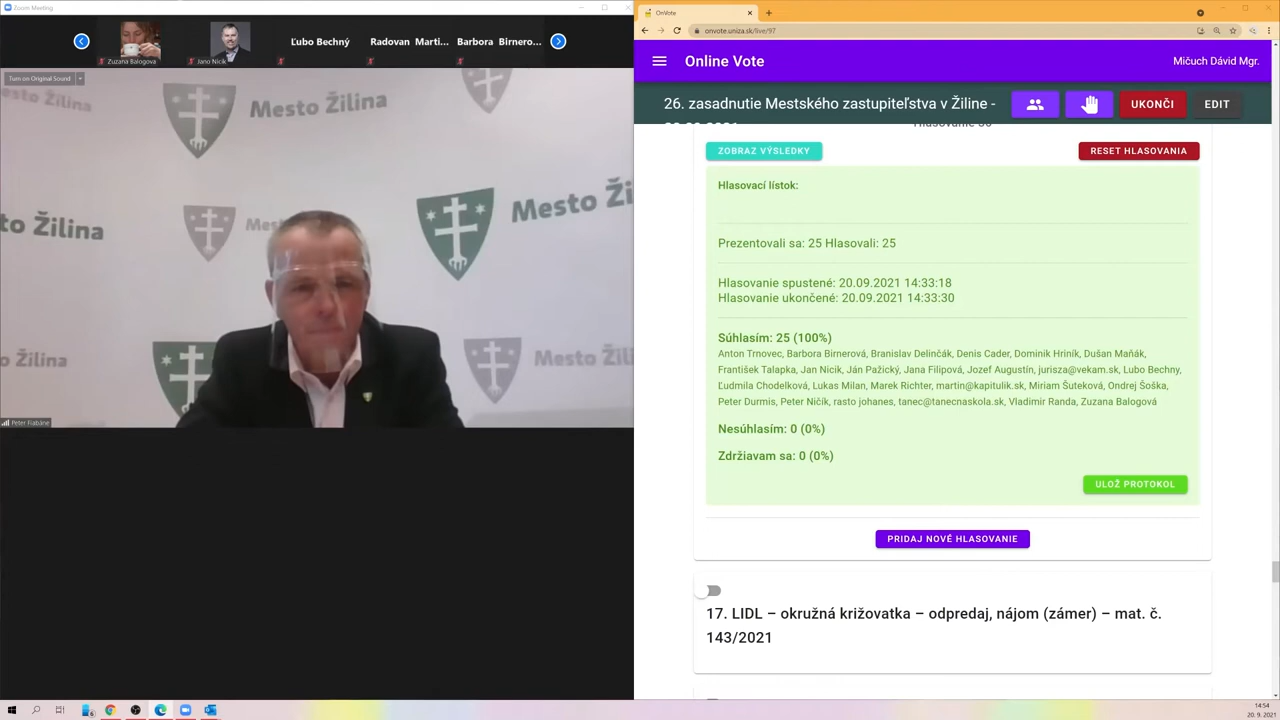 Zoom Meeting
Zuzana Balogova
Jano Nicik
Ľubo Bechný
Radovan Marti...
Barbora Birnero...
Turn on Original Sound
Mesto Žilina
Mesto Žilina
to Žilina
Mesto Žilina
Peter Fiabáne
OnVote
onvote.uniza.sk/live/97
Online Vote
Mičuch Dávid Mgr.
26. zasadnutie Mestského zastupiteľstva v Žiline -
UKONČI
EDIT
ZOBRAZ VÝSLEDKY
RESET HLASOVANIA
Hlasovací lístok:
Prezentovali sa: 25 Hlasovali: 25
Hlasovanie spustené: 20.09.2021 14:33:18
Hlasovanie ukončené: 20.09.2021 14:33:30
Súhlasím: 25 (100%)
Anton Trnovec, Barbora Birnerová, Branislav Delinčák, Denis Cader, Dominik Hriník, Dušan Maňák,
František Talapka, Jan Nicik, Ján Pažický, Jana Filipová, Jozef Augustín, jurisza@vekam.sk, Lubo Bechny,
Ľudmila Chodelková, Lukas Milan, Marek Richter, martin@kapitulik.sk, Miriam Šuteková, Ondrej Šoška,
Peter Durmis, Peter Ničík, rasto johanes, tanec@tanecnaskola.sk, Vladimir Randa, Zuzana Balogová
Nesúhlasím: 0 (0%)
Zdržiavam sa: 0 (0%)
ULOŽ PROTOKOL
PRIDAJ NOVÉ HLASOVANIE
17. LIDL – okružná križovatka – odpredaj, nájom (zámer) – mat. č.
143/2021
14:54
20. 9. 2021